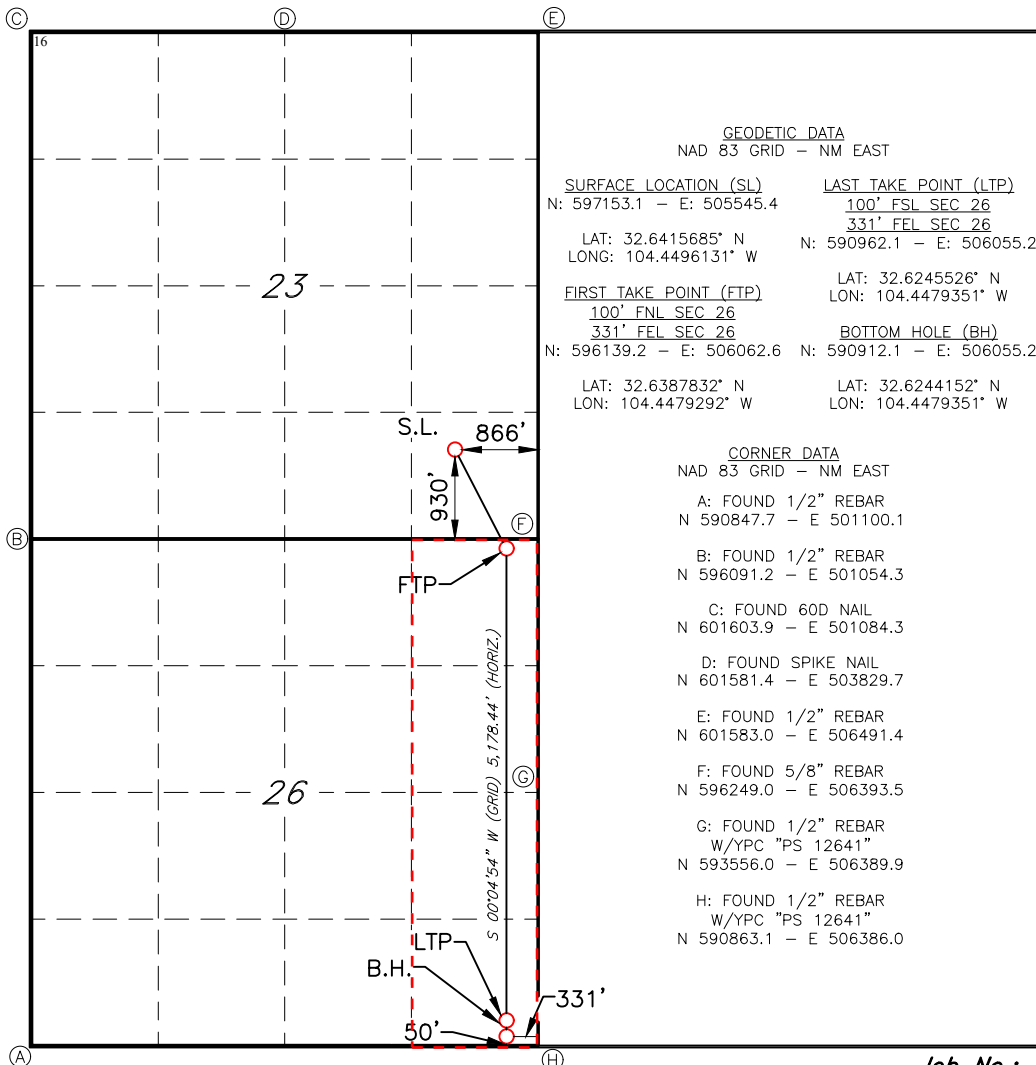 C
D
E
16
23
S.L.
866'
930'
F
B
FTP
S 00°04'54" W (GRID) 5,178.44' (HORIZ.)
G
26
LTP
B.H.
331'
50'
A
H
GEODETIC DATA
NAD 83 GRID – NM EAST
SURFACE LOCATION (SL)
N: 597153.1 – E: 505545.4
LAT: 32.6415685° N
LONG: 104.4496131° W
FIRST TAKE POINT (FTP)
100' FNL SEC 26
331' FEL SEC 26
N: 596139.2 – E: 506062.6
LAT: 32.6387832° N
LON: 104.4479292° W
LAST TAKE POINT (LTP)
100' FSL SEC 26
331' FEL SEC 26
N: 590962.1 – E: 506055.2
LAT: 32.6245526° N
LON: 104.4479351° W
BOTTOM HOLE (BH)
N: 590912.1 – E: 506055.2
LAT: 32.6244152° N
LON: 104.4479351° W
CORNER DATA
NAD 83 GRID – NM EAST
A: FOUND 1/2" REBAR
N 590847.7 – E 501100.1
B: FOUND 1/2" REBAR
N 596091.2 – E 501054.3
C: FOUND 60D NAIL
N 601603.9 – E 501084.3
D: FOUND SPIKE NAIL
N 601581.4 – E 503829.7
E: FOUND 1/2" REBAR
N 601583.0 – E 506491.4
F: FOUND 5/8" REBAR
N 596249.0 – E 506393.5
G: FOUND 1/2" REBAR
W/YPC "PS 12641"
N 593556.0 – E 506389.9
H: FOUND 1/2" REBAR
W/YPC "PS 12641"
N 590863.1 – E 506386.0